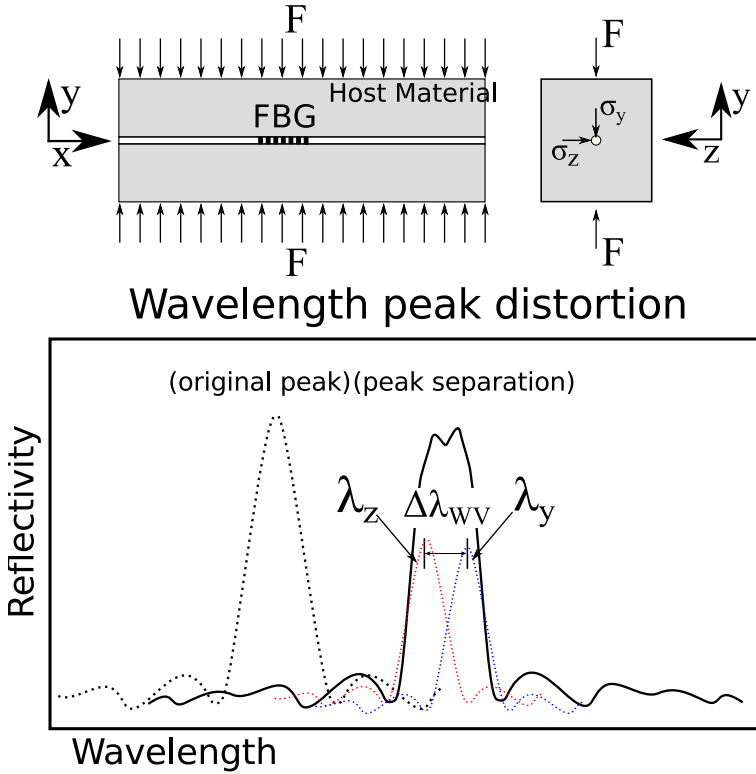 F
F
y
Host Material
y
FBG
σy
x
σz
z
F
F
Wavelength peak distortion
(original peak)(peak separation)
Reflectivity
λz
ΔλWV
λy
Wavelength